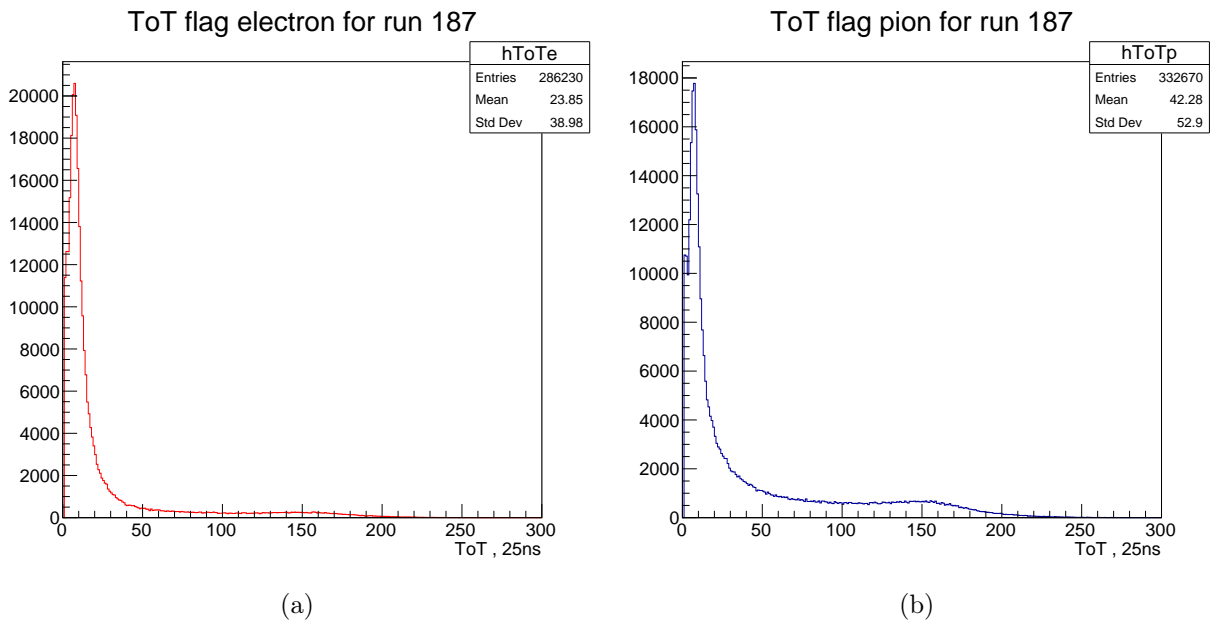 ToT flag electron for run 187
hToTe
Entries 286230
Mean 23.85
Std Dev 38.98
20000
18000
16000
14000
12000
10000
8000
6000
4000
2000
0
0 50 100 150 200 250 300
ToT , 25ns
(a)
ToT flag pion for run 187
hToTp
Entries 332670
Mean 42.28
Std Dev 52.9
18000
16000
14000
12000
10000
8000
6000
4000
2000
0
0 50 100 150 200 250 300
ToT , 25ns
(b)